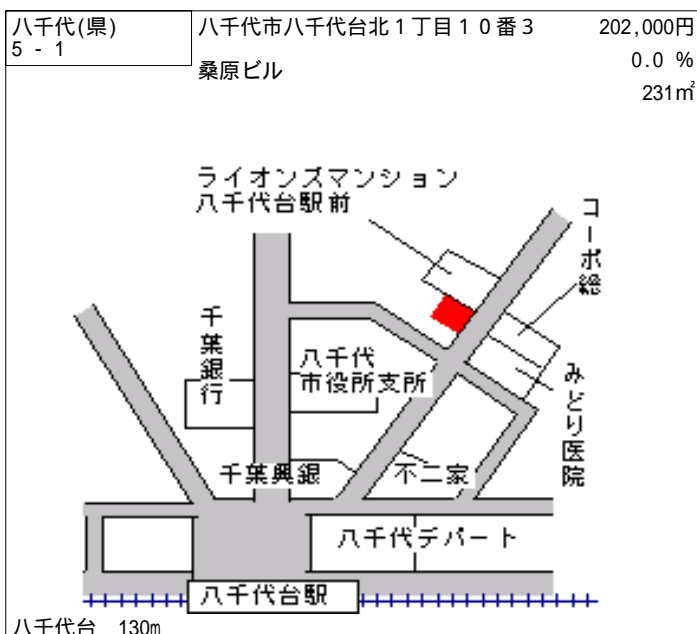 八千代(県)
5 - 1
八千代市八千代台北１丁目１０番３
桑原ビル
202,000円
0.0 %
231㎡
ライオンズマンション
八千代台駅前
コーポ総
千葉銀行
八千代
市役所支所
みどり医院
千葉興銀
不二家
八千代デパート
八千代台駅
八千代台 130m